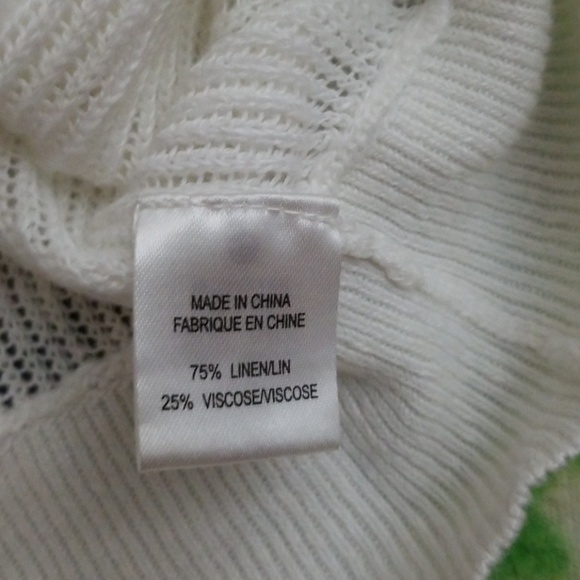 MADE IN CHINA
FABRIQUE EN CHINE
75% LINEN/LIN
25% VISCOSE/VISCOSE